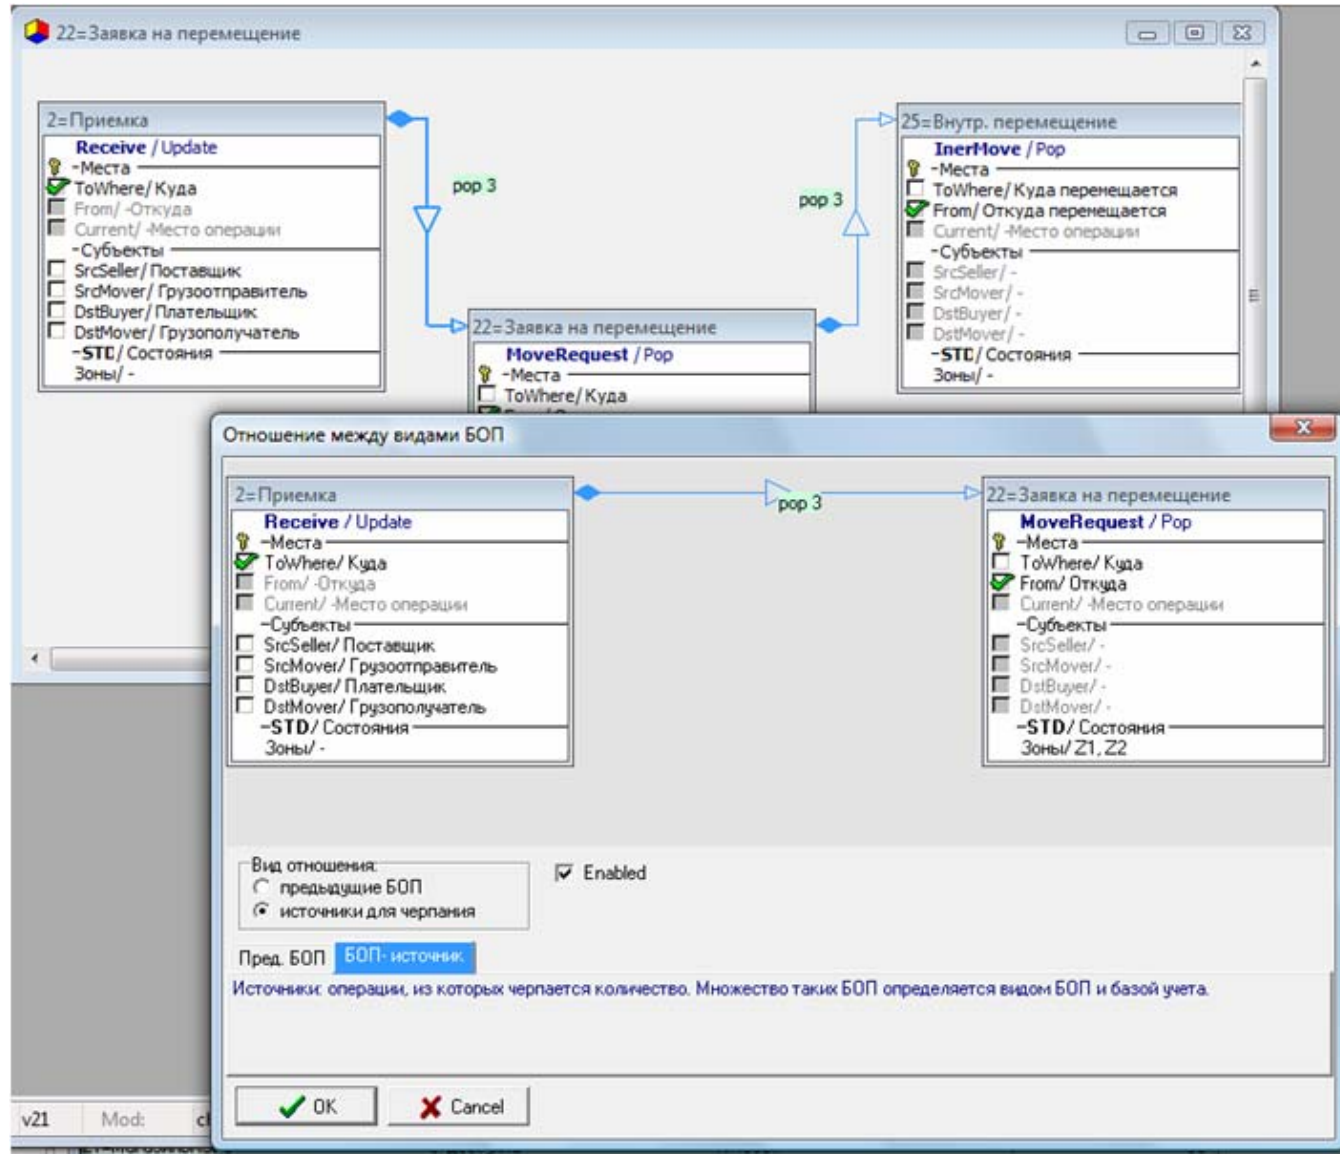 22=Заявка на перемещение
2=Приемка
Receive / Update
-Места
ToWhere/ Куда
From/ -Откуда
Current/ -Место операции
-Субъекты
SrcSeller/ Поставщик
SrcMover/ Грузоотправитель
DstBuyer/ Плательщик
DstMover/ Грузополучатель
-STD/ Состояния
Зоны/ -
pop 3
pop 3
25=Внутр. перемещение
InerMove / Pop
-Места
ToWhere/ Куда перемещается
From/ Откуда перемещается
Current/ -Место операции
-Субъекты
SrcSeller/ -
SrcMover/ -
DstBuyer/ -
DstMover/ -
-STD/ Состояния
Зоны/ -
22=Заявка на перемещение
MoveRequest / Pop
-Места
ToWhere/ Куда
Отношение между видами БОП
2=Приемка
Receive / Update
-Места
ToWhere/ Куда
From/ -Откуда
Current/ -Место операции
-Субъекты
SrcSeller/ Поставщик
SrcMover/ Грузоотправитель
DstBuyer/ Плательщик
DstMover/ Грузополучатель
-STD/ Состояния
Зоны/ -
pop 3
22=Заявка на перемещение
MoveRequest / Pop
-Места
ToWhere/ Куда
From/ Откуда
Current/ -Место операции
-Субъекты
SrcSeller/ -
SrcMover/ -
DstBuyer/ -
DstMover/ -
-STD/ Состояния
Зоны/ Z1, Z2
Вид отношения:
предыдущие БОП
источники для черпания
Enabled
Пред. БОП БОП- источник
Источники: операции, из которых черпается количество. Множество таких БОП определяется видом БОП и базой учета.
OK Cancel
v21 Mod: